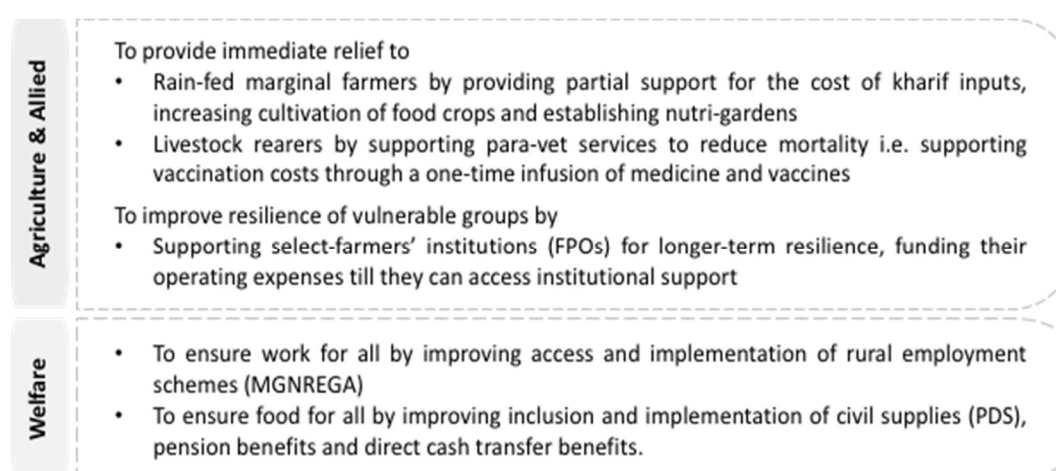 Agriculture & Allied
To provide immediate relief to
• Rain-fed marginal farmers by providing partial support for the cost of kharif inputs,
increasing cultivation of food crops and establishing nutri-gardens
• Livestock rearers by supporting para-vet services to reduce mortality i.e. supporting
vaccination costs through a one-time infusion of medicine and vaccines
To improve resilience of vulnerable groups by
• Supporting select-farmers’ institutions (FPOs) for longer-term resilience, funding their
operating expenses till they can access institutional support
Welfare
• To ensure work for all by improving access and implementation of rural employment
schemes (MGNREGA)
• To ensure food for all by improving inclusion and implementation of civil supplies (PDS),
pension benefits and direct cash transfer benefits.